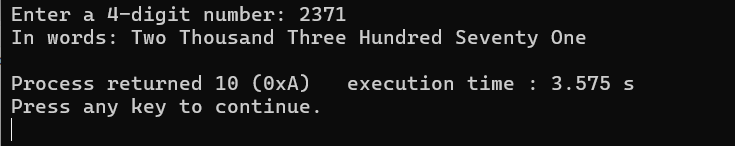 Enter a 4-digit number: 2371
In words: Two Thousand Three Hundred Seventy One
Process returned 10 (0xA)   execution time : 3.575 s
Press any key to continue.